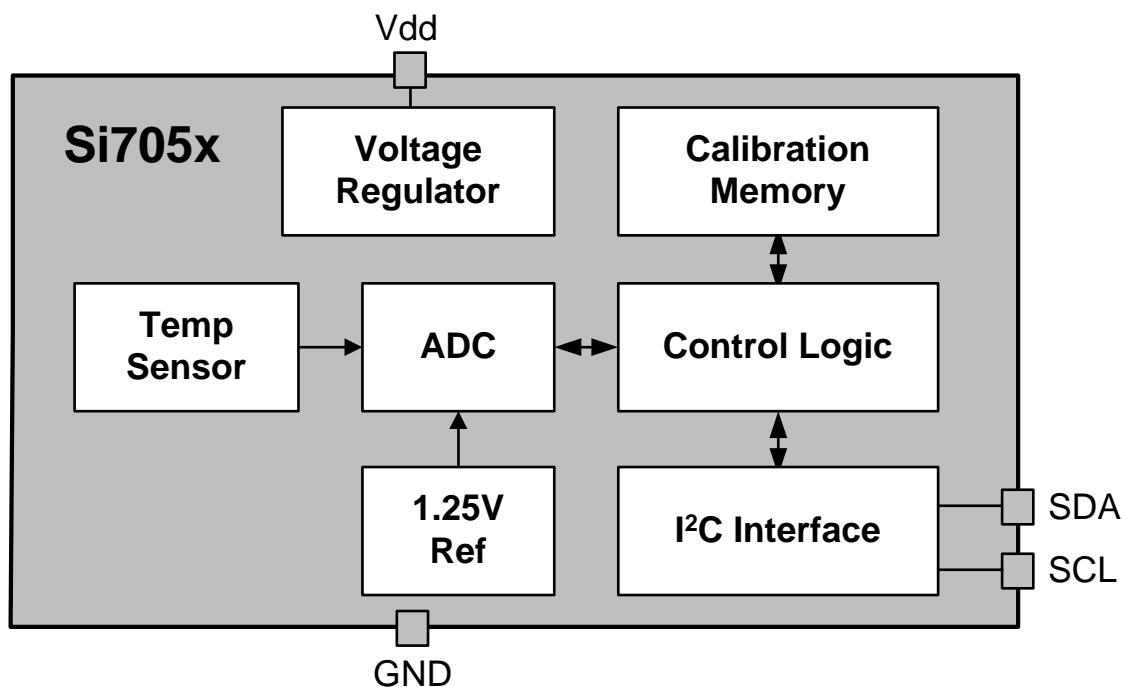 Vdd
Si705x
Voltage
Regulator
Calibration
Memory
Temp
Sensor
ADC
Control Logic
1.25V
Ref
I²C Interface
SDA
SCL
GND